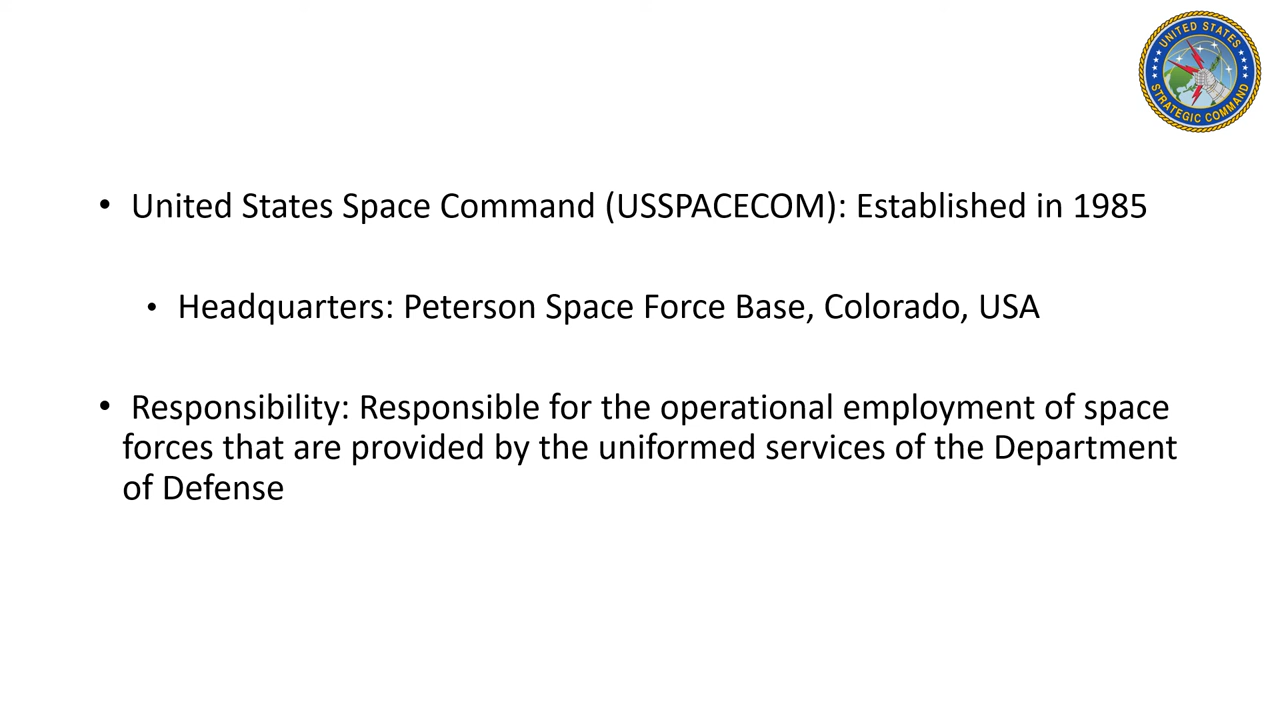 UNITED STATES
STRATEGIC COMMAND
• United States Space Command (USSPACECOM): Established in 1985
• Headquarters: Peterson Space Force Base, Colorado, USA
• Responsibility: Responsible for the operational employment of space
forces that are provided by the uniformed services of the Department
of Defense